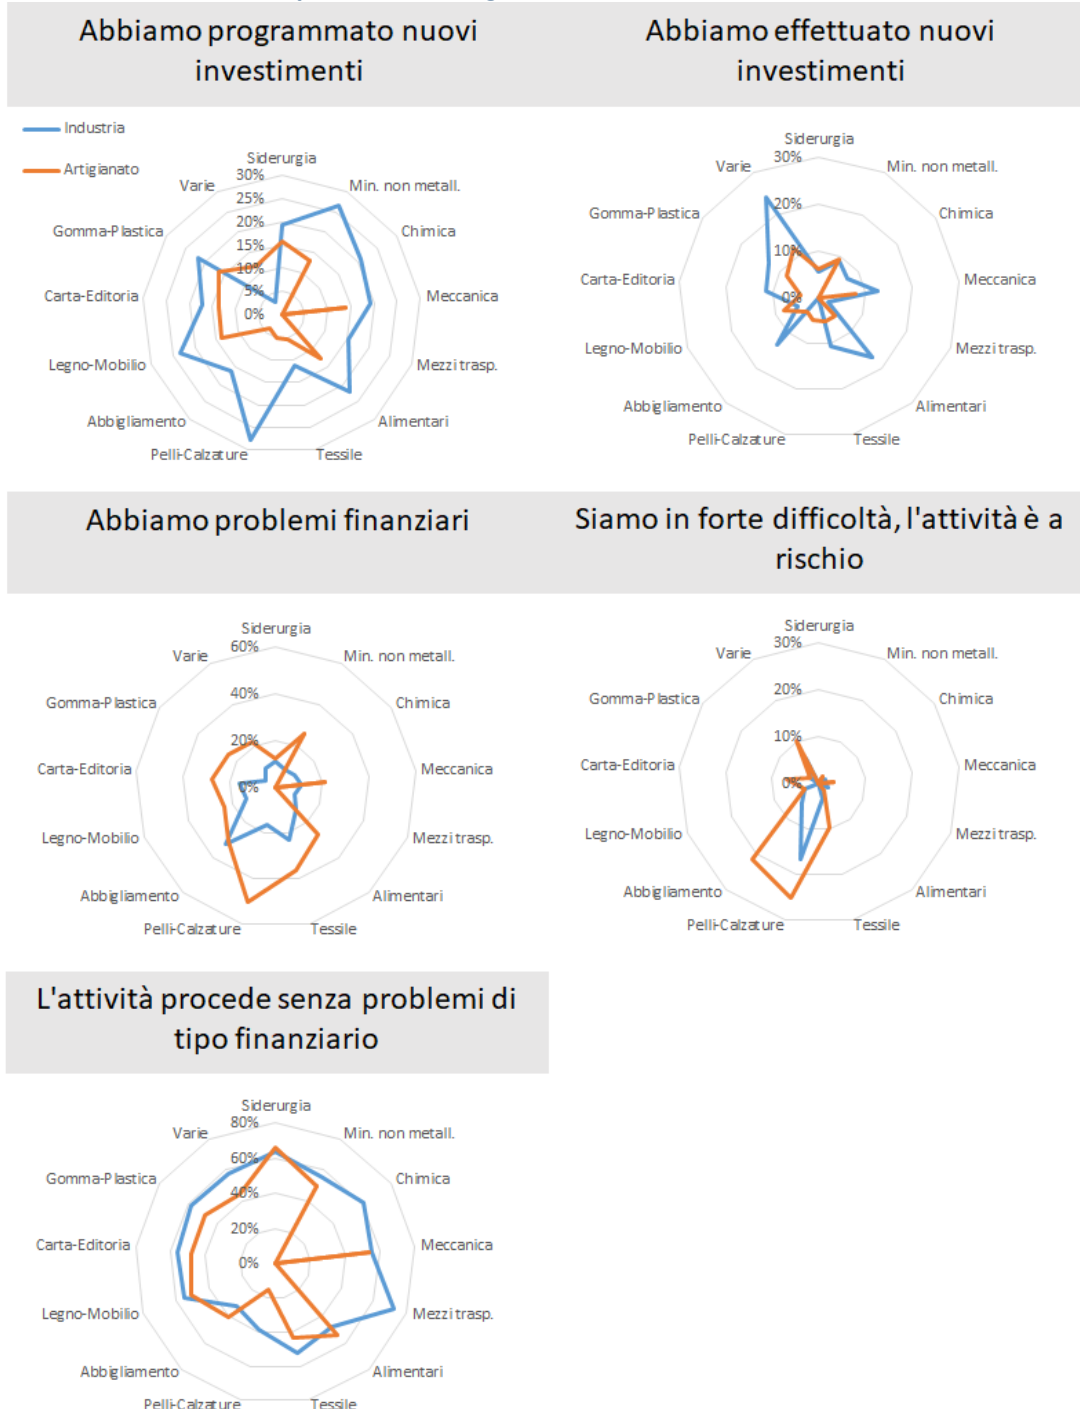 Abbiamo programmato nuovi
investimenti
Abbiamo effettuato nuovi
investimenti
Industria
Artigianato
Siderurgia
Min. non metall.
Chimica
Meccanica
Mezzi trasp.
Alimentari
Tessile
Pelli-Calzature
Abbigliamento
Legno-Mobilio
Carta-Editoria
Gomma-Plastica
Varie
30%
25%
20%
15%
10%
5%
0%
Siderurgia
Min. non metall.
Chimica
Meccanica
Mezzi trasp.
Alimentari
Tessile
Pelli-Calzature
Abbigliamento
Legno-Mobilio
Carta-Editoria
Gomma-Plastica
Varie
30%
20%
10%
0%
Abbiamo problemi finanziari
Siamo in forte difficoltà, l'attività è a
rischio
Siderurgia
Min. non metall.
Chimica
Meccanica
Mezzi trasp.
Alimentari
Tessile
Pelli-Calzature
Abbigliamento
Legno-Mobilio
Carta-Editoria
Gomma-Plastica
Varie
60%
40%
20%
0%
Siderurgia
Min. non metall.
Chimica
Meccanica
Mezzi trasp.
Alimentari
Tessile
Pelli-Calzature
Abbigliamento
Legno-Mobilio
Carta-Editoria
Gomma-Plastica
Varie
30%
20%
10%
0%
L'attività procede senza problemi di
tipo finanziario
Siderurgia
Min. non metall.
Chimica
Meccanica
Mezzi trasp.
Alimentari
Tessile
Pelli-Calzature
Abbigliamento
Legno-Mobilio
Carta-Editoria
Gomma-Plastica
Varie
80%
60%
40%
20%
0%